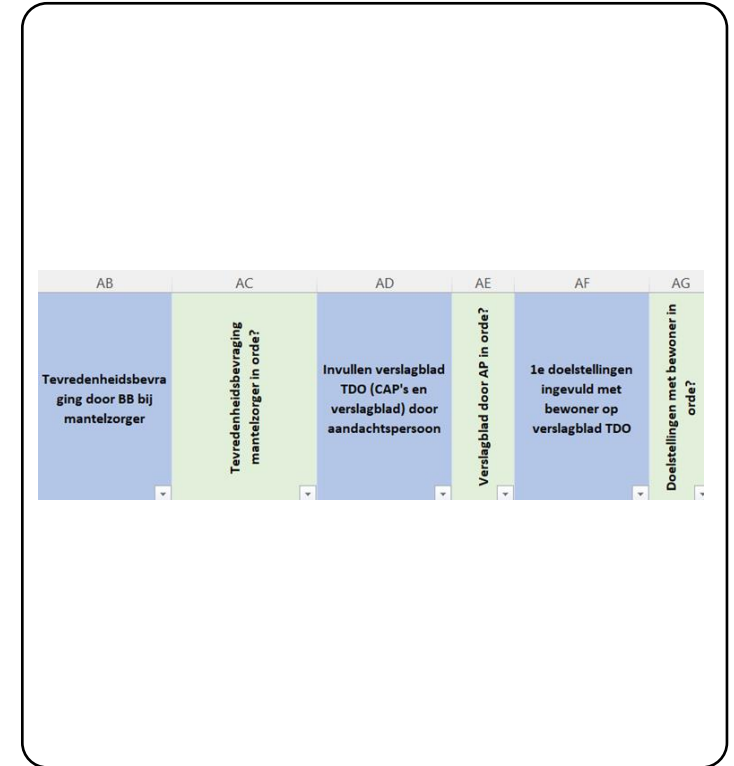 AB AC AD AE AF AG
Tevredenheidsbevra
ging door BB bij
mantelzorger
Tevredenheidsbevraging
mantelzorger in orde?
Invullen verslagblad
TDO (CAP's en
verslagblad) door
aandachtspersoon
Verslagblad door AP in orde?
1e doelstellingen
ingevuld met
bewoner op
verslagblad TDO
Doelstellingen met bewoner in
orde?